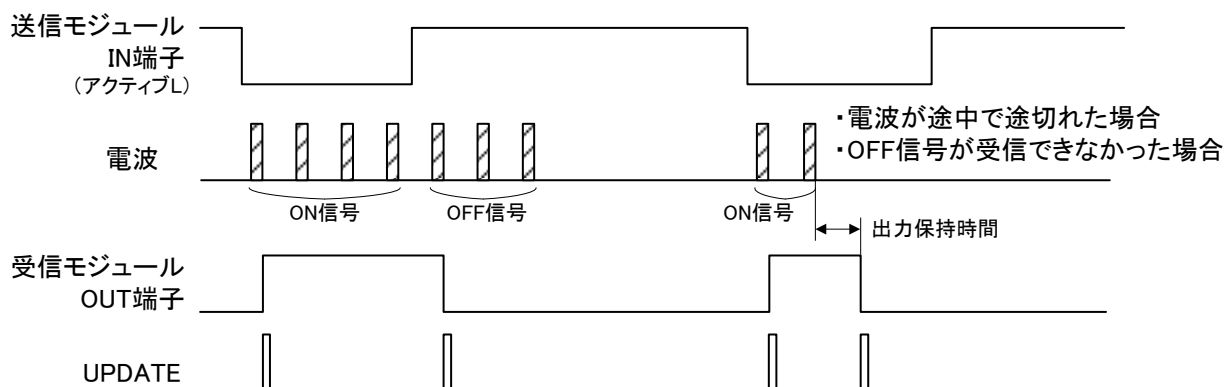 送信モジュール
IN端子
（アクティブL）
電波
・電波が途中で途切れた場合
・OFF信号が受信できなかった場合
ON信号
OFF信号
ON信号
出力保持時間
受信モジュール
OUT端子
UPDATE